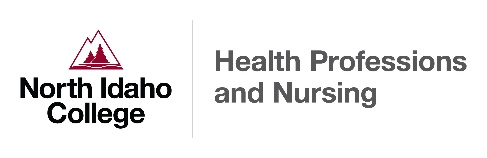 North Idaho
College
Health Professions
and Nursing